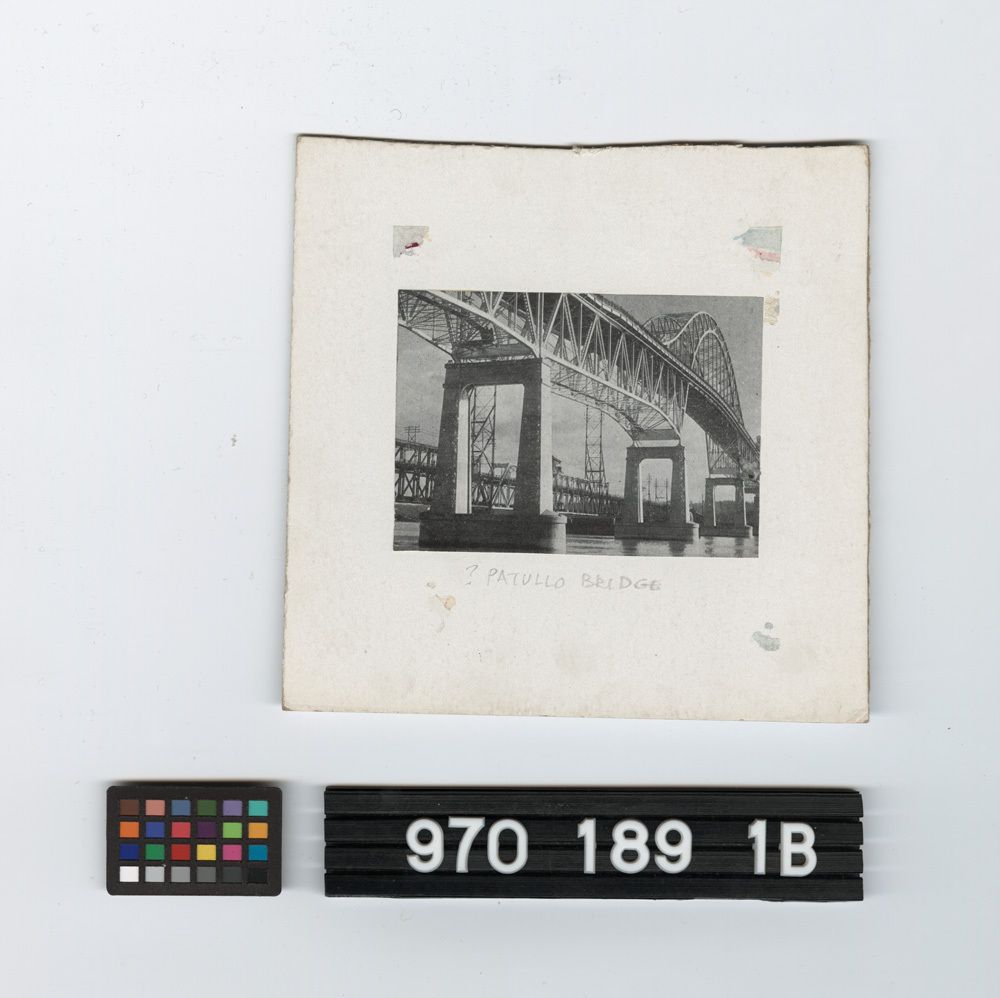 ? PATULLO BRIDGE
970 189 1B